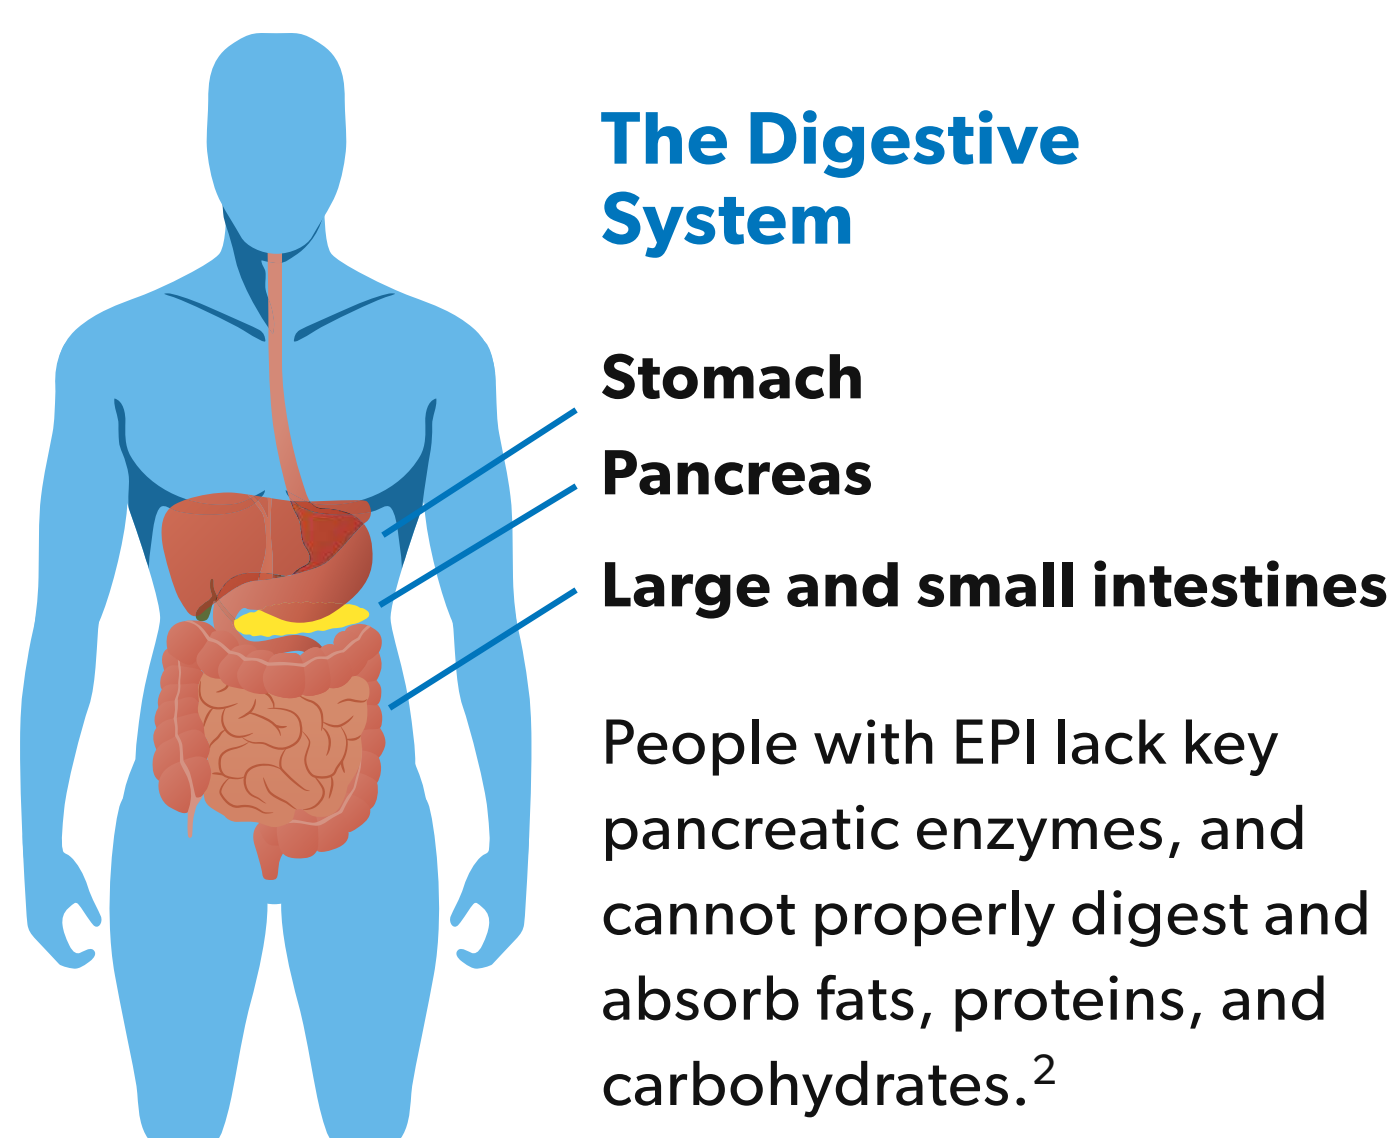 The Digestive
System
Stomach
Pancreas
Large and small intestines
People with EPI lack key
pancreatic enzymes, and
cannot properly digest and
absorb fats, proteins, and
carbohydrates.²